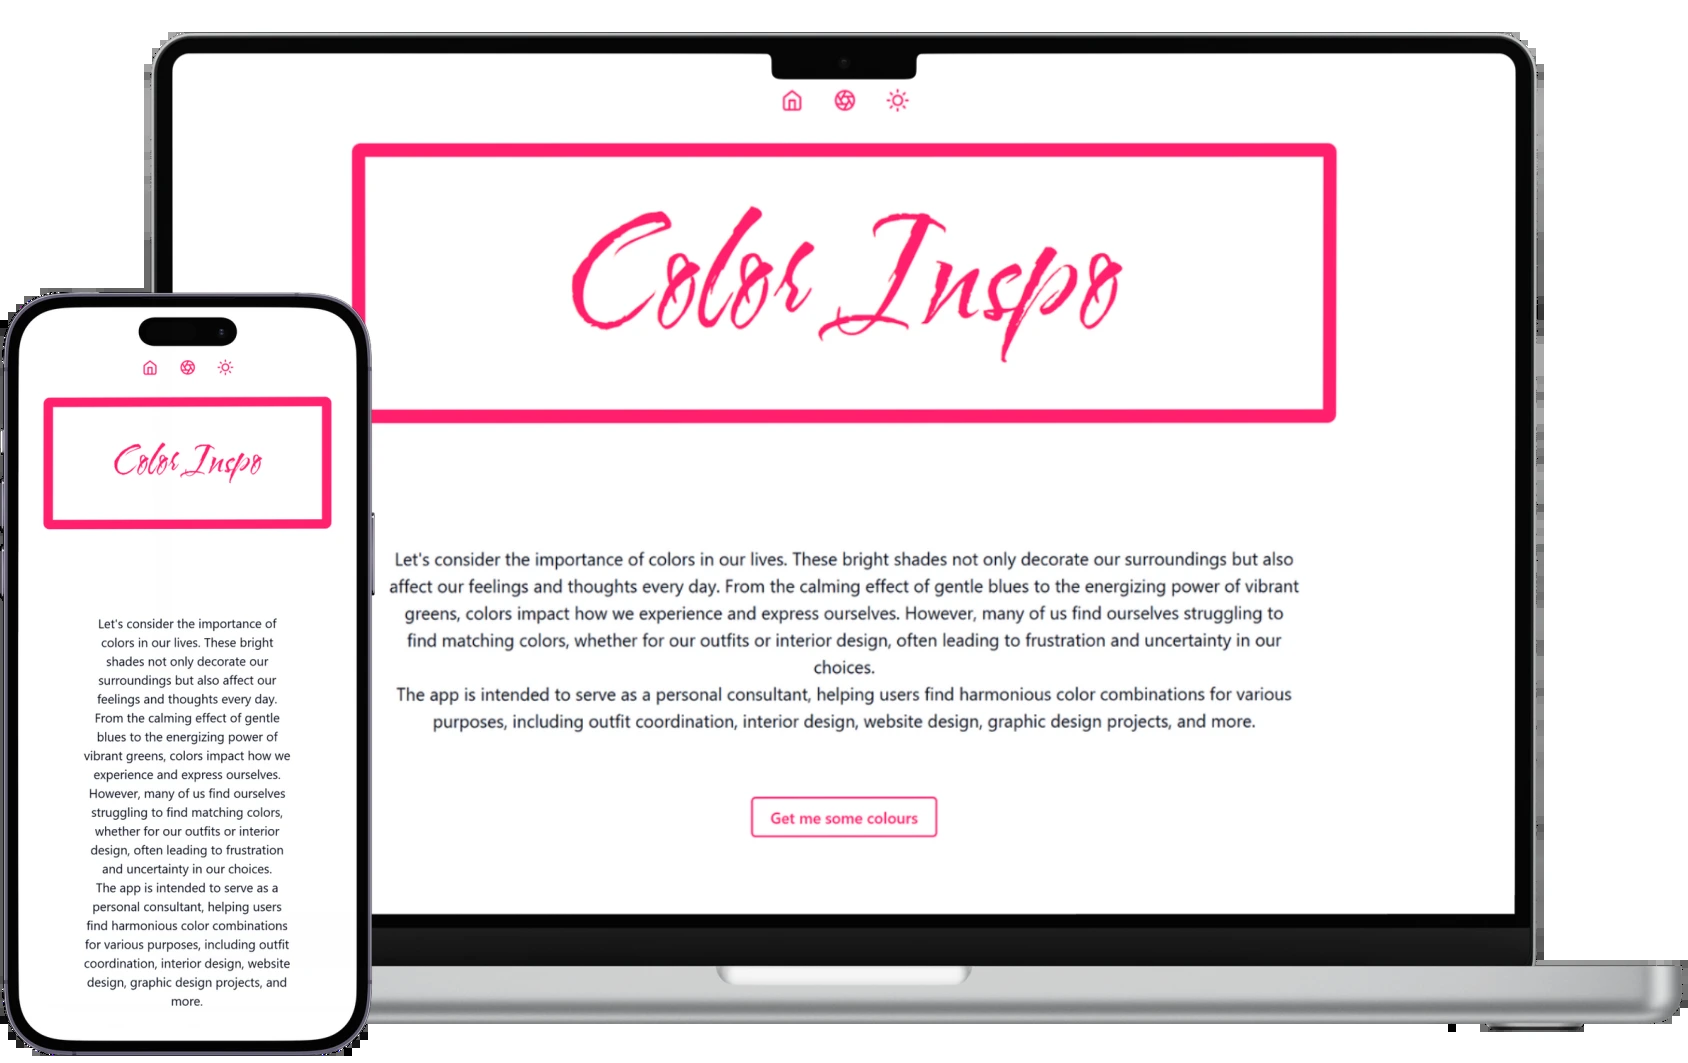 Color Inspo
Let's consider the importance of colors in our lives. These bright shades not only decorate our surroundings but also
affect our feelings and thoughts every day. From the calming effect of gentle blues to the energizing power of vibrant
greens, colors impact how we experience and express ourselves. However, many of us find ourselves struggling to
find matching colors, whether for our outfits or interior design, often leading to frustration and uncertainty in our
choices.
The app is intended to serve as a personal consultant, helping users find harmonious color combinations for various
purposes, including outfit coordination, interior design, website design, graphic design projects, and more.
Get me some colours
Color Inspo
Let's consider the importance of
colors in our lives. These bright
shades not only decorate our
surroundings but also affect our
feelings and thoughts every day.
From the calming effect of gentle
blues to the energizing power of
vibrant greens, colors impact how we
experience and express ourselves.
However, many of us find ourselves
struggling to find matching colors,
whether for our outfits or interior
design, often leading to frustration
and uncertainty in our choices.
The app is intended to serve as a
personal consultant, helping users
find harmonious color combinations
for various purposes, including outfit
coordination, interior design, website
design, graphic design projects, and
more.